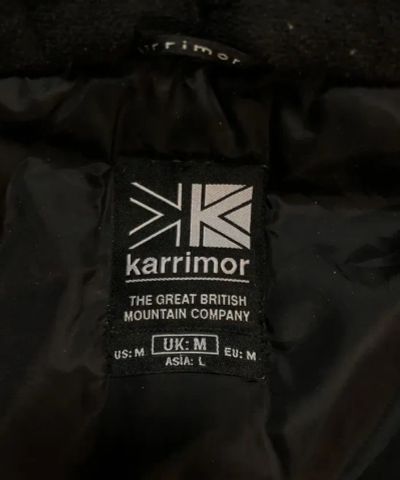 karrimor
karrimor
THE GREAT BRITISH
MOUNTAIN COMPANY
US: M UK: M EU: M
ASIA: L